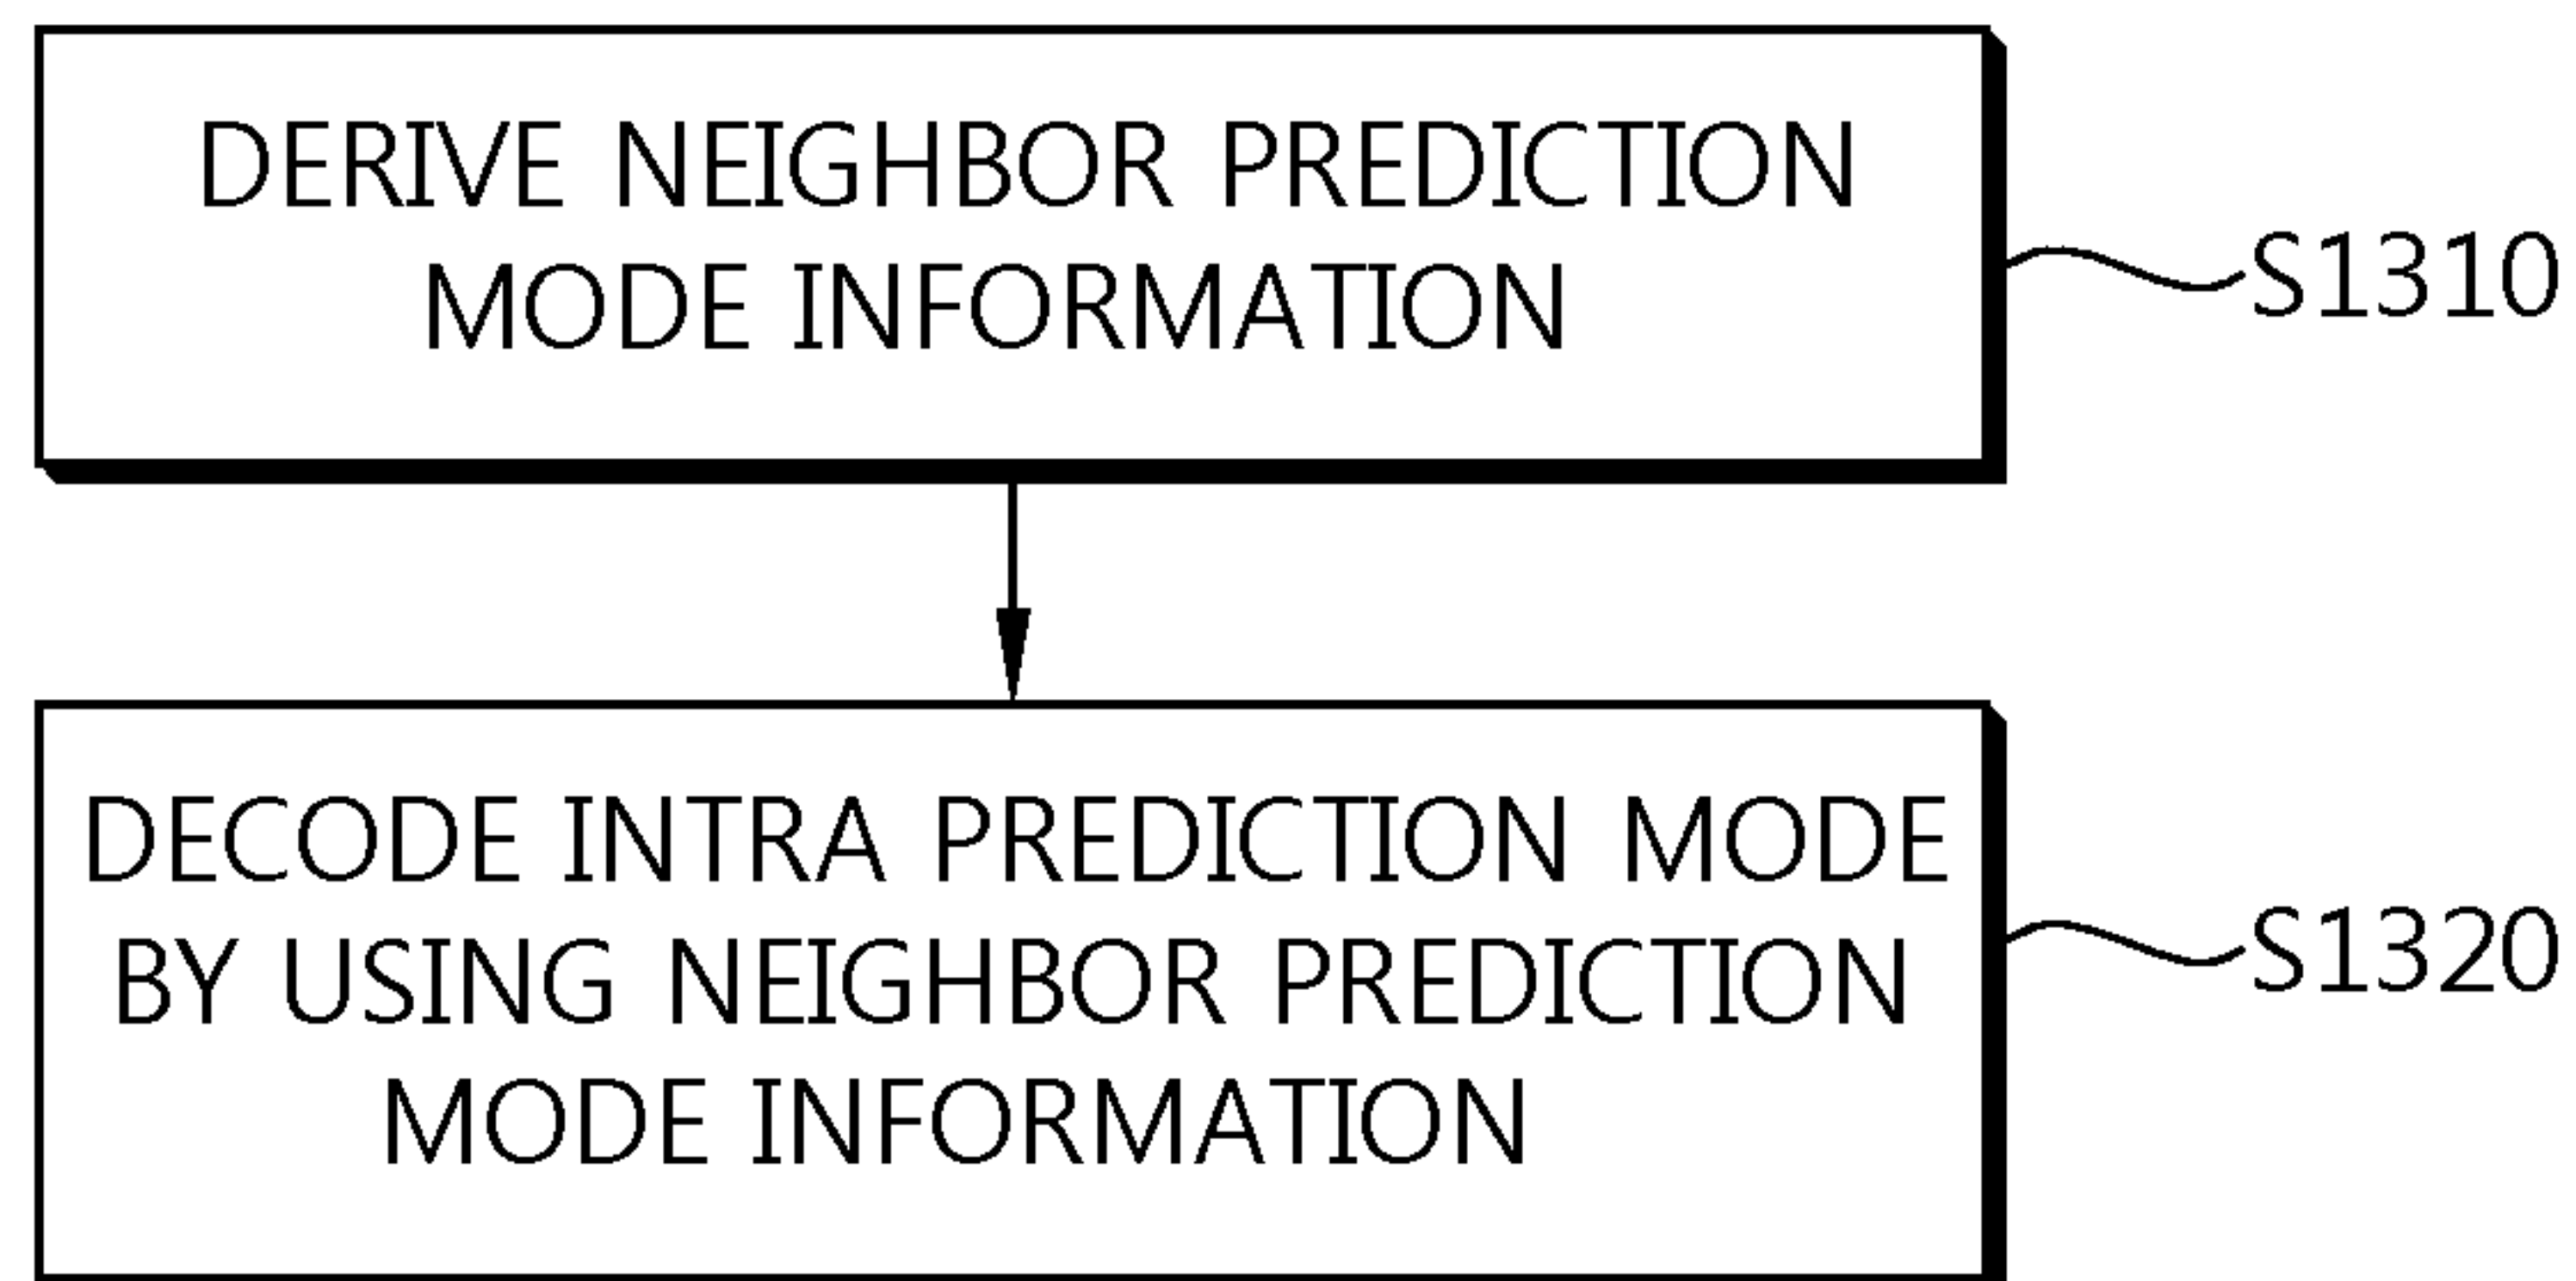 DERIVE NEIGHBOR PREDICTION
MODE INFORMATION
S1310
DECODE INTRA PREDICTION MODE
BY USING NEIGHBOR PREDICTION
MODE INFORMATION
S1320